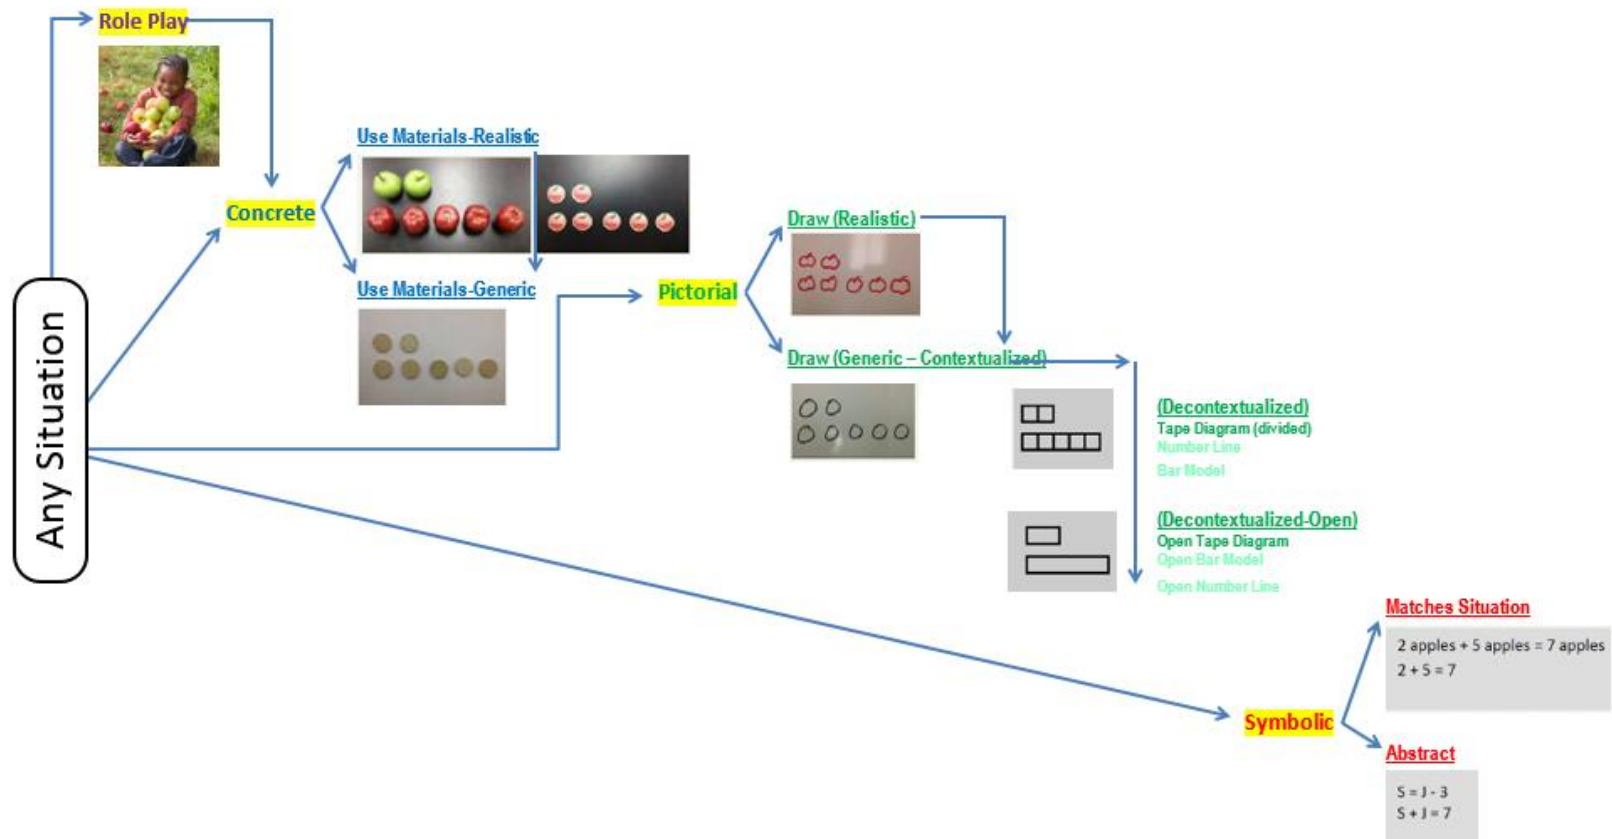 Role Play
Use Materials-Realistic
Concrete
Use Materials-Generic
Any Situation
Pictorial
Draw (Realistic)
Draw (Generic – Contextualized)
(Decontextualized)
Tape Diagram (divided)
Number Line
Bar Model
(Decontextualized-Open)
Open Tape Diagram
Open Bar Model
Open Number Line
Symbolic
Matches Situation
2 apples + 5 apples = 7 apples
2 + 5 = 7
Abstract
S = J - 3
S + J = 7